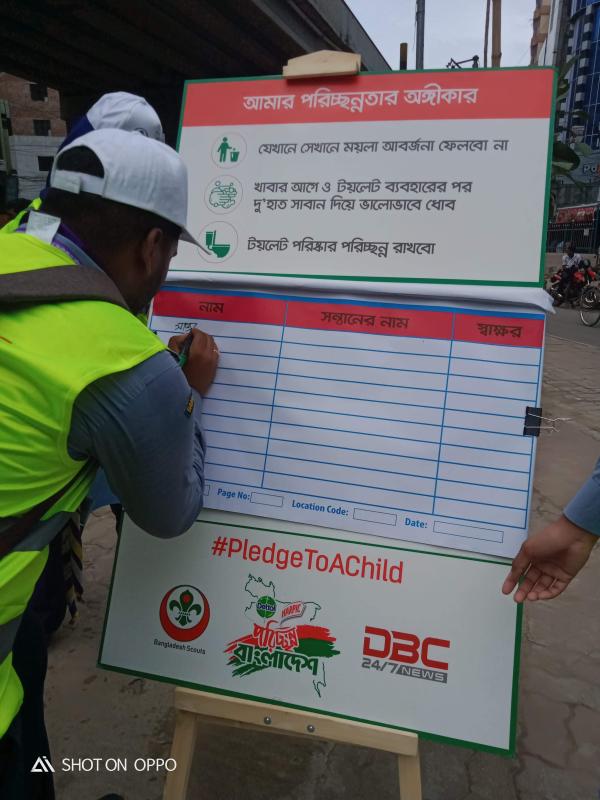 আমার পরিচ্ছন্নতার অঙ্গীকার
যেখানে সেখানে ময়লা আবর্জনা ফেলবো না
খাবার আগে ও টয়লেট ব্যবহারের পর
দু'হাত সাবান দিয়ে ভালোভাবে ধোব
টয়লেট পরিষ্কার পরিচ্ছন্ন রাখবো
নাম সন্তানের নাম স্বাক্ষর
Page No: Location Code: Date:
#PledgeToAChild
Dettol HARPIC
পরিচ্ছন্ন
বাংলাদেশ
Bangladesh Scouts
DBC
24/7 NEWS
SHOT ON OPPO